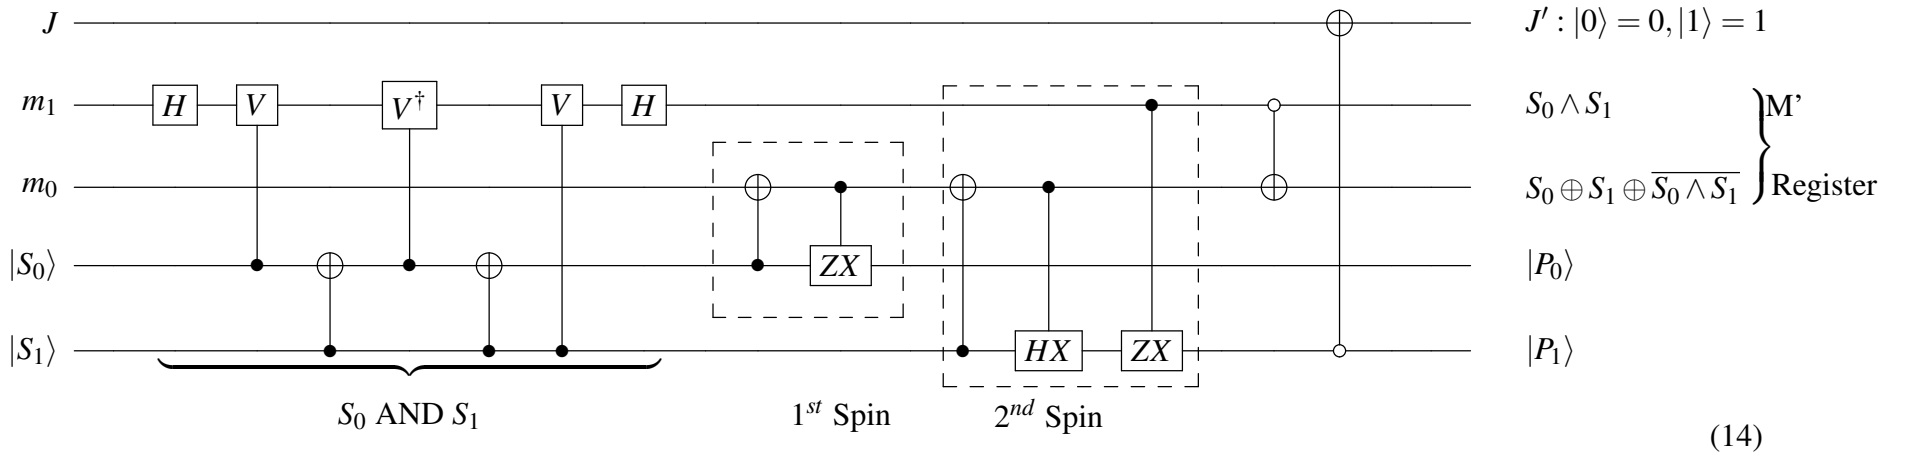 J J′ : |0⟩ = 0, |1⟩ = 1
m₁ H V V† V H S₀ ∧ S₁ M’
m₀ S₀ ⊕ S₁ ⊕ \overline{S₀ ∧ S₁} Register
|S₀⟩ ZX |P₀⟩
|S₁⟩ HX ZX |P₁⟩
S₀ AND S₁ 1ˢᵗ Spin 2ⁿᵈ Spin
(14)